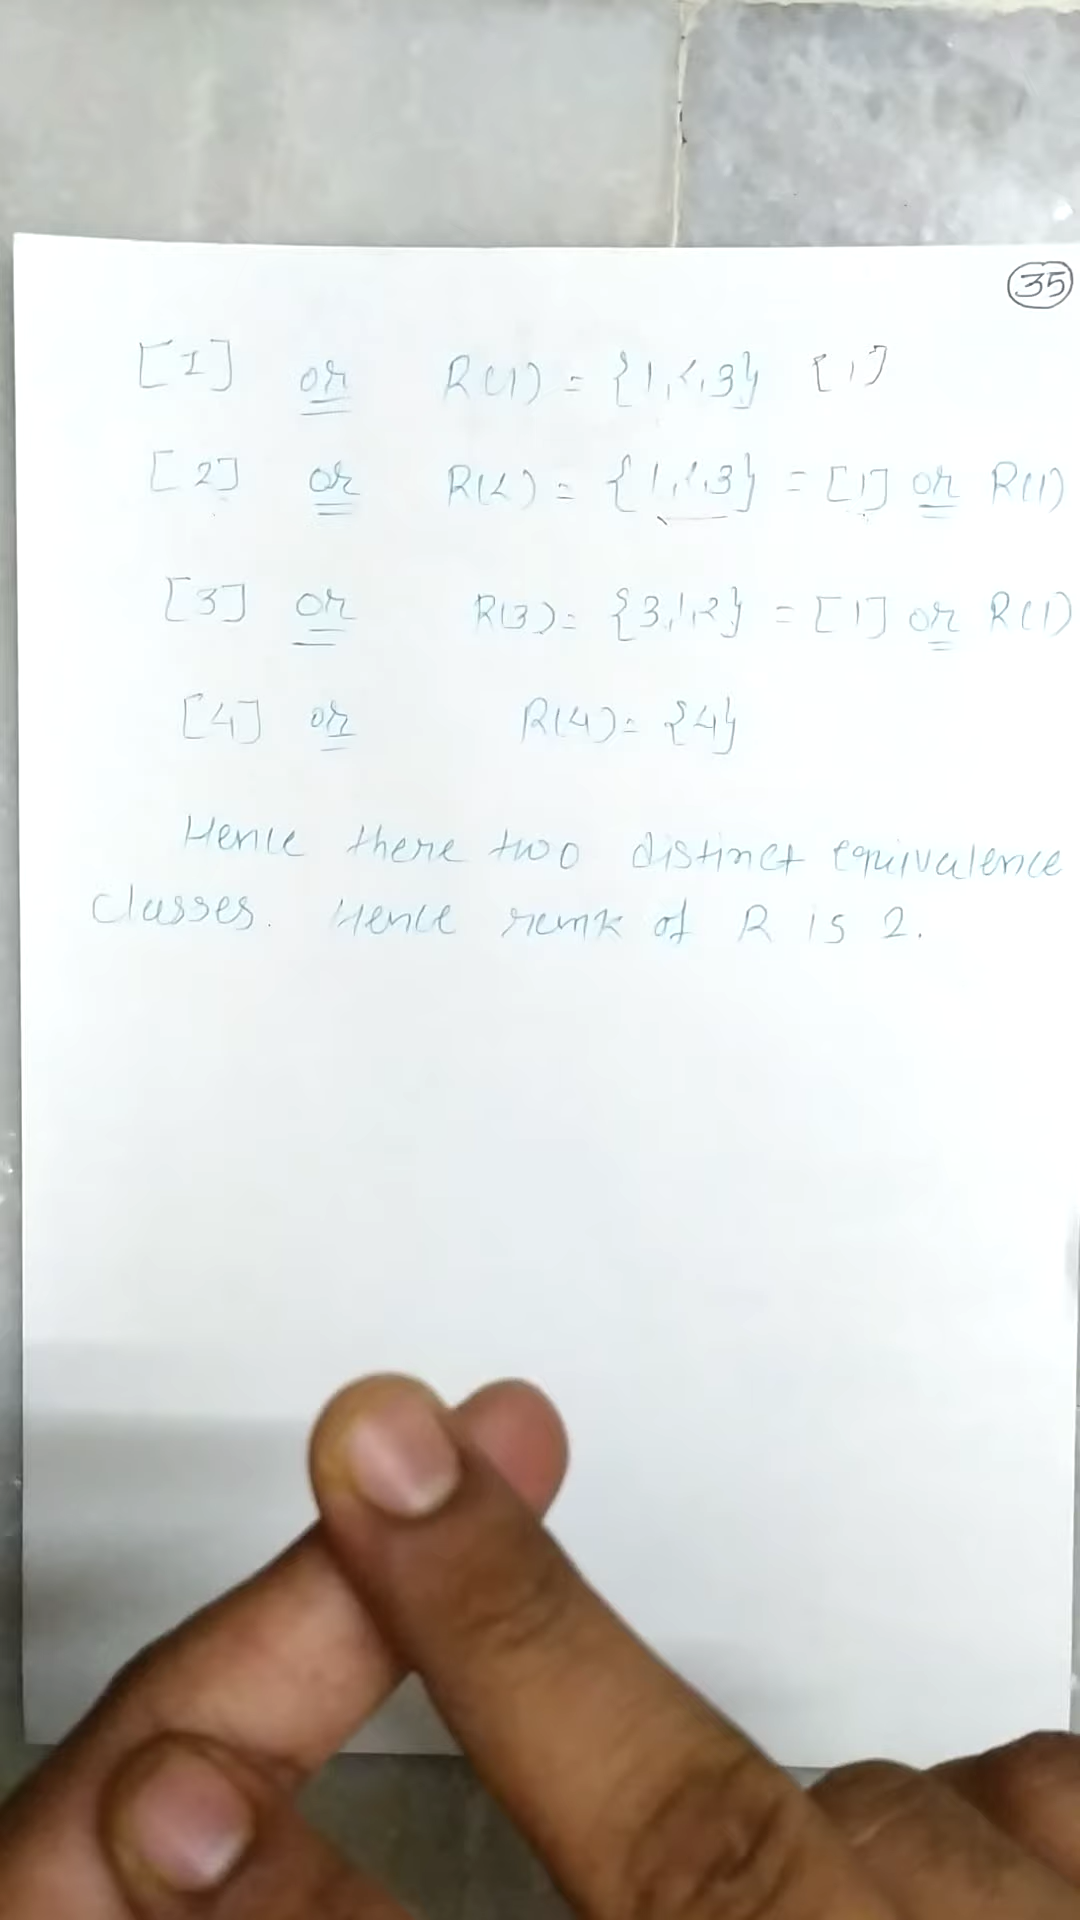 35
[1] or R(1) = {1,2,3} [1]
[2] or R(2) = {1,2,3} = [1] or R(1)
[3] or R(3) = {3,1,2} = [1] or R(1)
[4] or R(4) = {4}
Hence there two distinct equivalence
classes. Hence rank of R is 2.